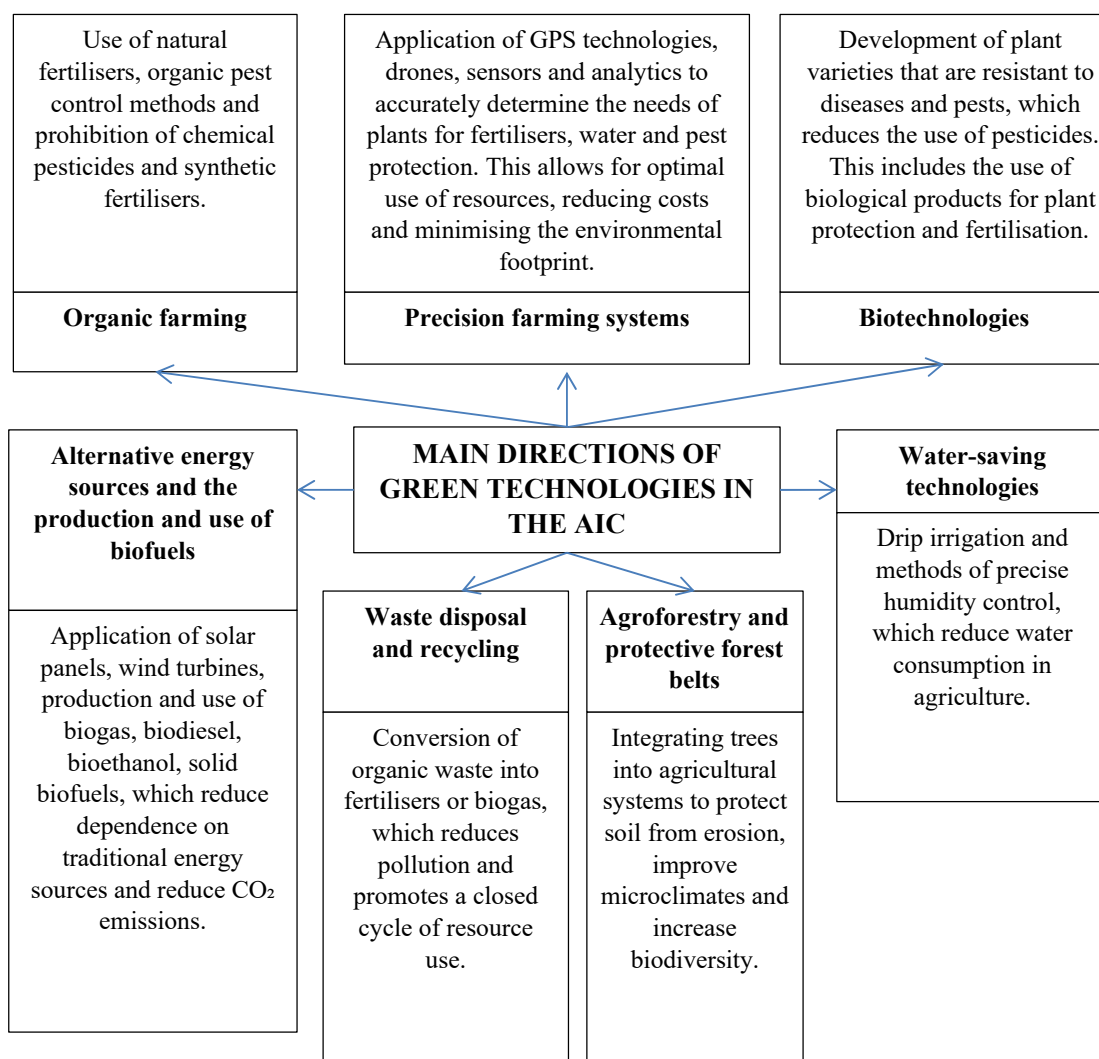 Use of natural
fertilisers, organic pest
control methods and
prohibition of chemical
pesticides and synthetic
fertilisers.
Organic farming
Application of GPS technologies,
drones, sensors and analytics to
accurately determine the needs of
plants for fertilisers, water and pest
protection. This allows for optimal
use of resources, reducing costs
and minimising the environmental
footprint.
Precision farming systems
Development of plant
varieties that are resistant to
diseases and pests, which
reduces the use of pesticides.
This includes the use of
biological products for plant
protection and fertilisation.
Biotechnologies
MAIN DIRECTIONS OF
GREEN TECHNOLOGIES IN
THE AIC
Alternative energy
sources and the
production and use of
biofuels
Application of solar
panels, wind turbines,
production and use of
biogas, biodiesel,
bioethanol, solid
biofuels, which reduce
dependence on
traditional energy
sources and reduce CO₂
emissions.
Waste disposal
and recycling
Conversion of
organic waste into
fertilisers or biogas,
which reduces
pollution and
promotes a closed
cycle of resource
use.
Agroforestry and
protective forest
belts
Integrating trees
into agricultural
systems to protect
soil from erosion,
improve
microclimates and
increase
biodiversity.
Water-saving
technologies
Drip irrigation and
methods of precise
humidity control,
which reduce water
consumption in
agriculture.